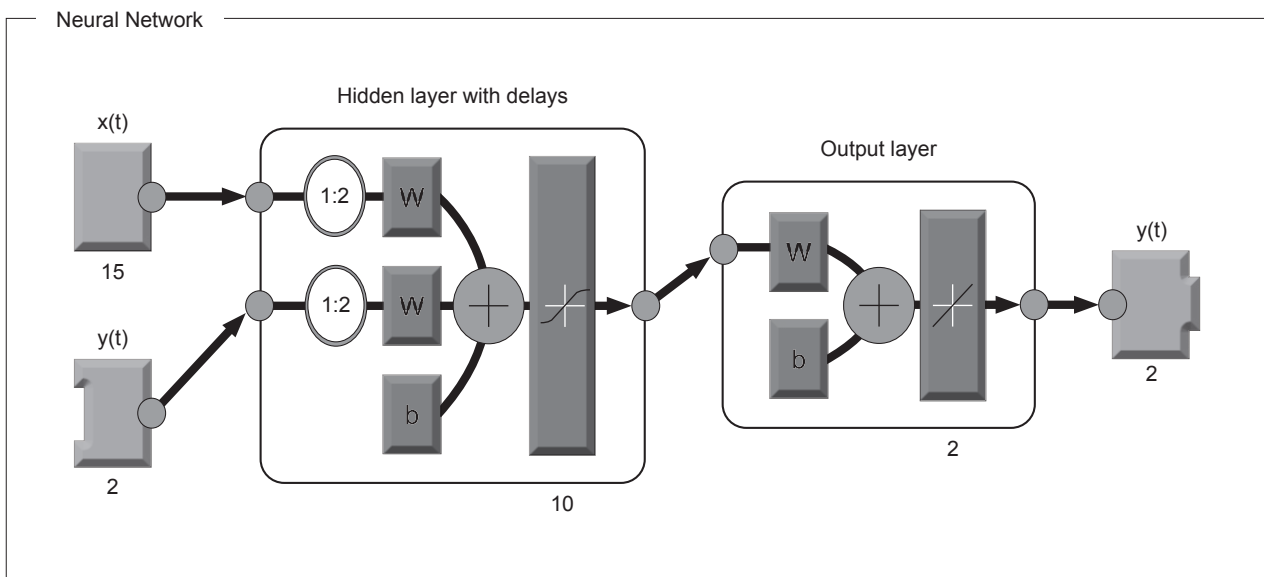 Neural Network
Hidden layer with delays
x(t)
1:2
W
15
y(t)
1:2
W
b
2
10
Output layer
W
b
2
y(t)
2